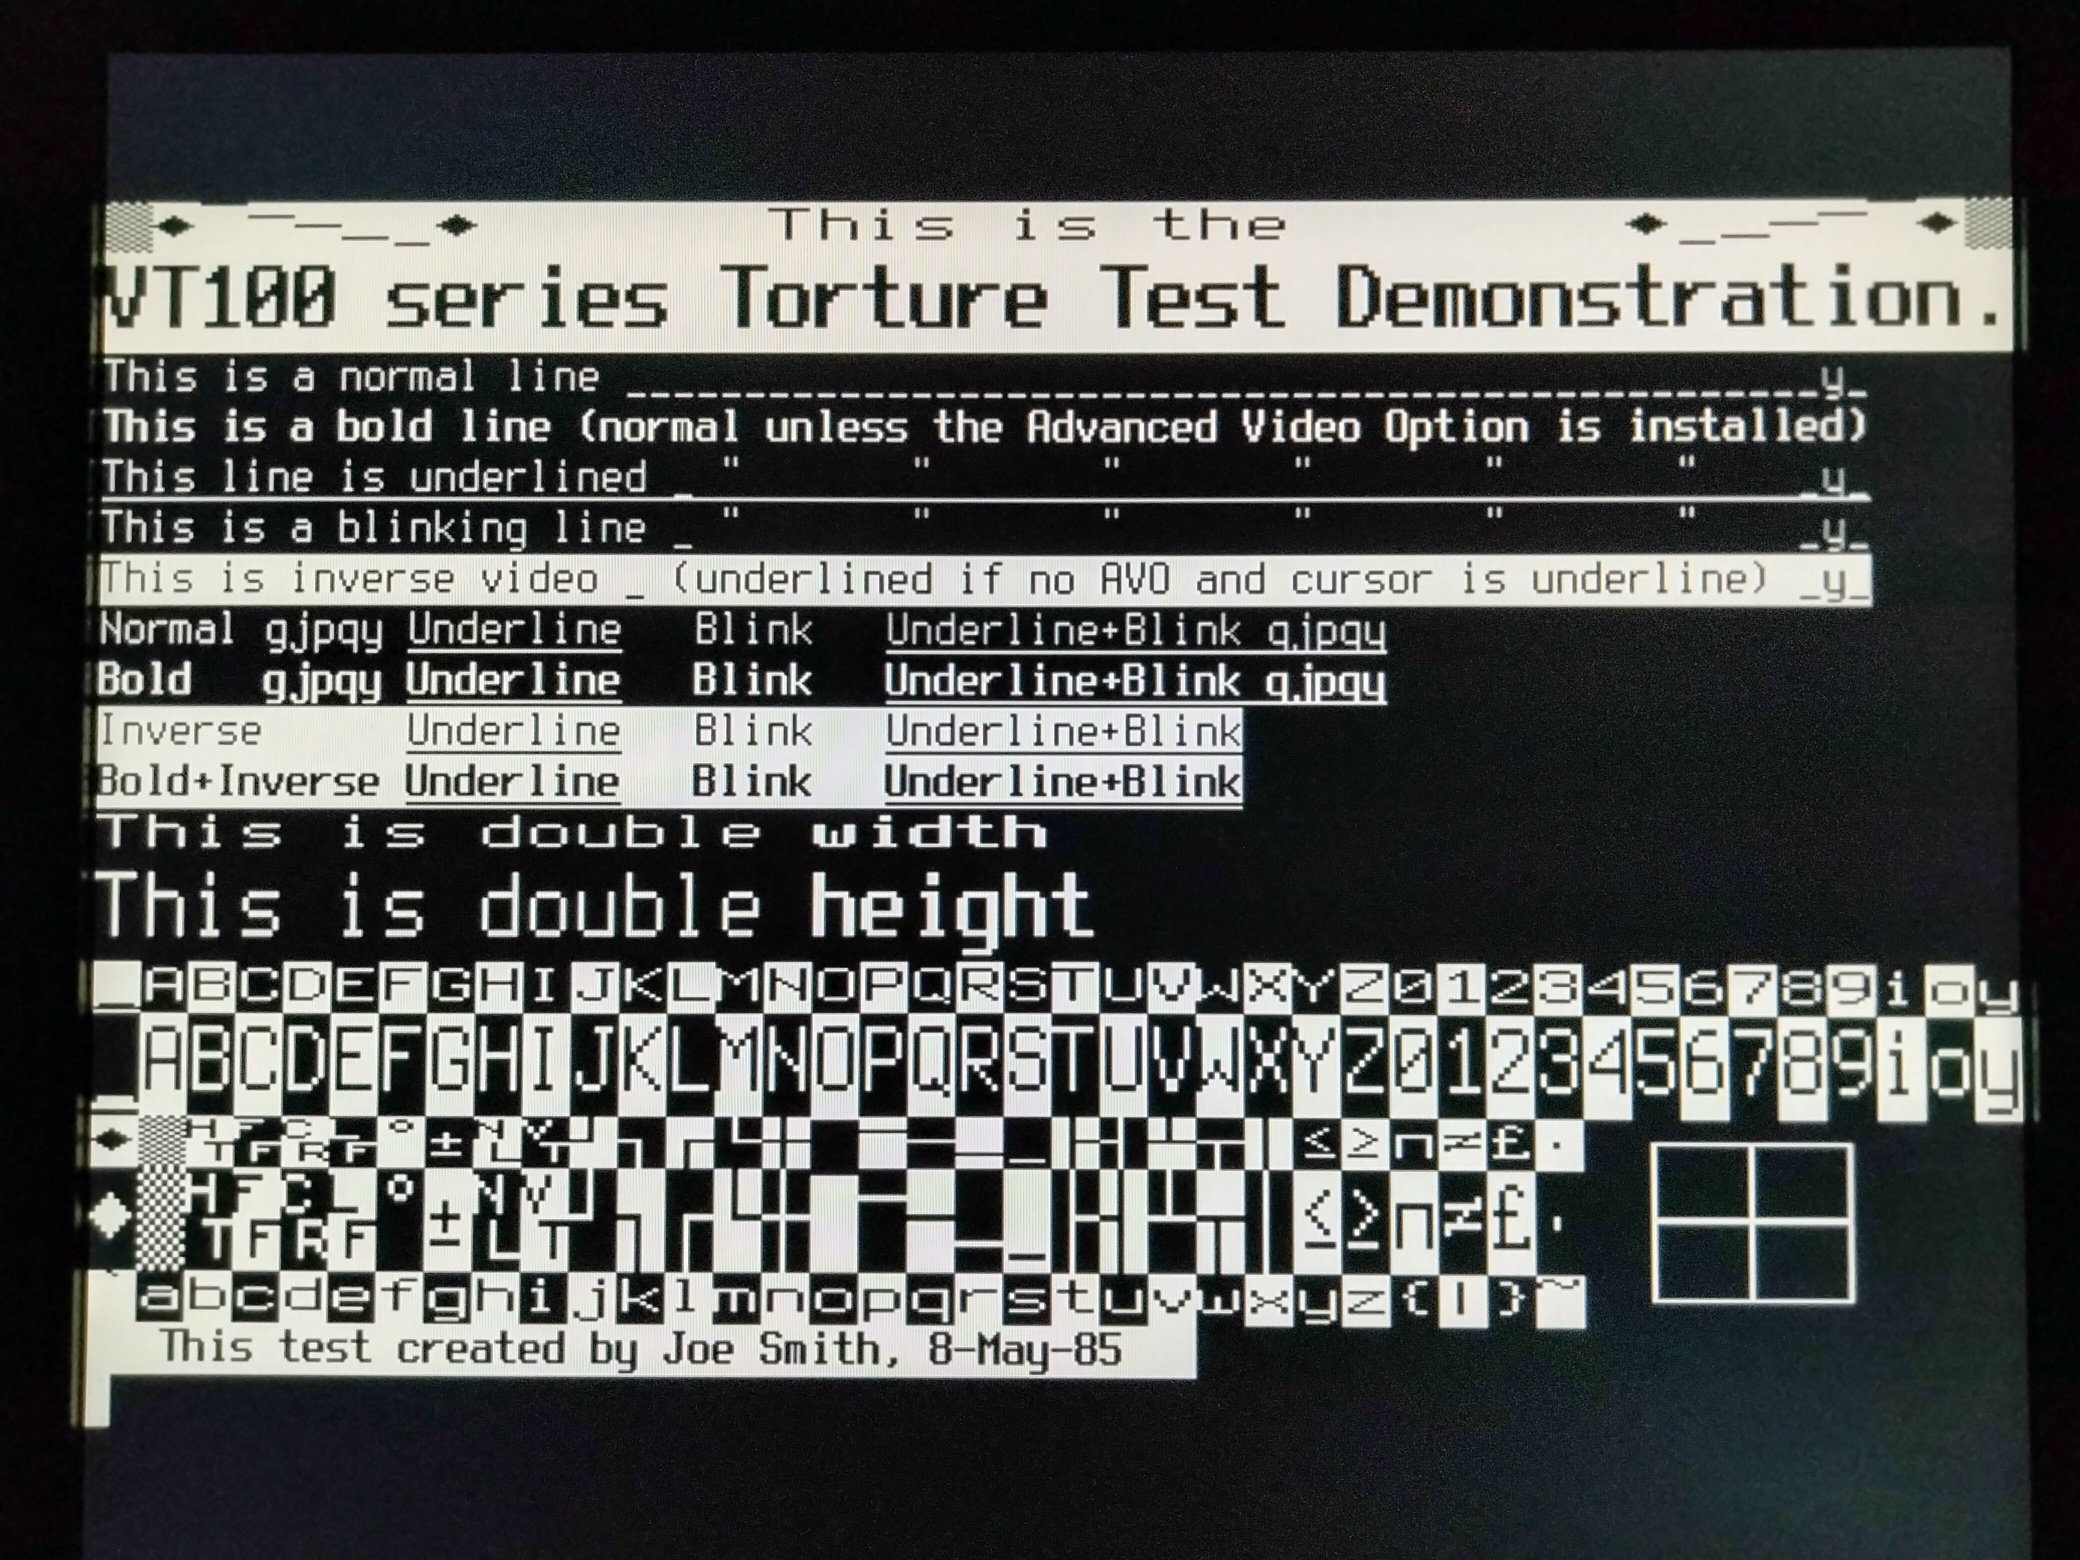 This is the
VT100 series Torture Test Demonstration.
This is a normal line __________________________________________________y_
This is a bold line (normal unless the Advanced Video Option is installed)
This line is underlined _ " " " " " " _y_
This is a blinking line _ " " " " " " _y_
This is inverse video _ (underlined if no AVO and cursor is underline) _y_
Normal gjpqy Underline Blink Underline+Blink gjpqy
Bold gjpqy Underline Blink Underline+Blink gjpqy
Inverse Underline Blink Underline+Blink
Bold+Inverse Underline Blink Underline+Blink
This is double width
This is double height
_ABCDEFGHIJKLMNOPQRSTUVWXYZ0123456789ioy
_ABCDEFGHIJKLMNOPQRSTUVWXYZ0123456789ioy
◆▒␉␌␍␊°±␤␋┘┐┌└┼⎺⎻─⎼⎽├┤┴┬│≤≥π≠£·
◆▒␉␌␍␊°±␤␋┘┐┌└┼⎺⎻─⎼⎽├┤┴┬│≤≥π≠£·
`abcdefghijklmnopqrstuvwxyz{|}~
This test created by Joe Smith, 8-May-85